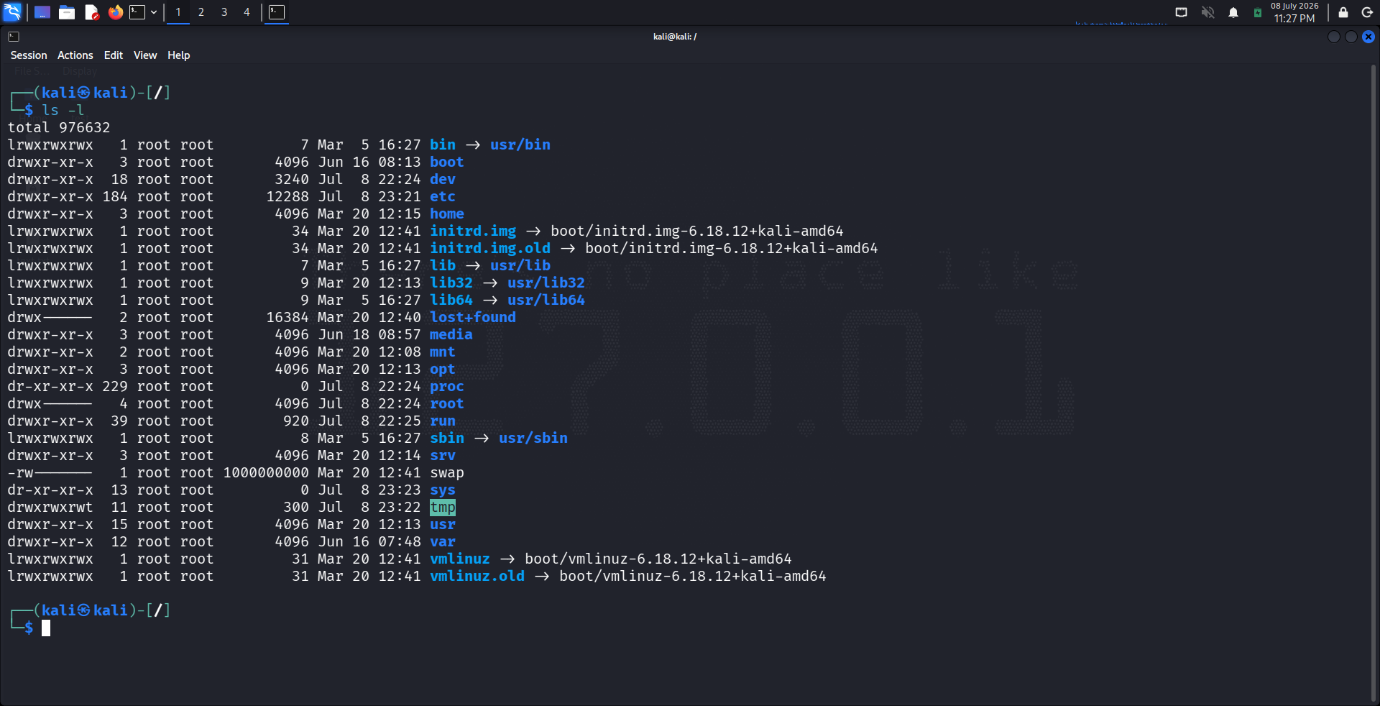 1 2 3 4
08 July 2026
11:27 PM
kali@kali: /
Session Actions Edit View Help
┌──(kali㉿kali)-[/]
└─$ ls -l
total 976632
lrwxrwxrwx   1 root root          7 Mar  5 16:27 bin → usr/bin
drwxr-xr-x   3 root root       4096 Jun 16 08:13 boot
drwxr-xr-x  18 root root       3240 Jul  8 22:24 dev
drwxr-xr-x 184 root root      12288 Jul  8 23:21 etc
drwxr-xr-x   3 root root       4096 Mar 20 12:15 home
lrwxrwxrwx   1 root root         34 Mar 20 12:41 initrd.img → boot/initrd.img-6.18.12+kali-amd64
lrwxrwxrwx   1 root root         34 Mar 20 12:41 initrd.img.old → boot/initrd.img-6.18.12+kali-amd64
lrwxrwxrwx   1 root root          7 Mar  5 16:27 lib → usr/lib
lrwxrwxrwx   1 root root          9 Mar 20 12:13 lib32 → usr/lib32
lrwxrwxrwx   1 root root          9 Mar  5 16:27 lib64 → usr/lib64
drwx------   2 root root      16384 Mar 20 12:40 lost+found
drwxr-xr-x   3 root root       4096 Jun 18 08:57 media
drwxr-xr-x   2 root root       4096 Mar 20 12:08 mnt
drwxr-xr-x   3 root root       4096 Mar 20 12:13 opt
dr-xr-xr-x 229 root root          0 Jul  8 22:24 proc
drwx------   4 root root       4096 Jul  8 22:24 root
drwxr-xr-x  39 root root        920 Jul  8 22:25 run
lrwxrwxrwx   1 root root          8 Mar  5 16:27 sbin → usr/sbin
drwxr-xr-x   3 root root       4096 Mar 20 12:14 srv
-rw-------   1 root root 1000000000 Mar 20 12:41 swap
dr-xr-xr-x  13 root root          0 Jul  8 23:23 sys
drwxrwxrwt  11 root root        300 Jul  8 23:22 tmp
drwxr-xr-x  15 root root       4096 Mar 20 12:13 usr
drwxr-xr-x  12 root root       4096 Jun 16 07:48 var
lrwxrwxrwx   1 root root         31 Mar 20 12:41 vmlinuz → boot/vmlinuz-6.18.12+kali-amd64
lrwxrwxrwx   1 root root         31 Mar 20 12:41 vmlinuz.old → boot/vmlinuz-6.18.12+kali-amd64
┌──(kali㉿kali)-[/]
└─$
no place like
27.0.0.1